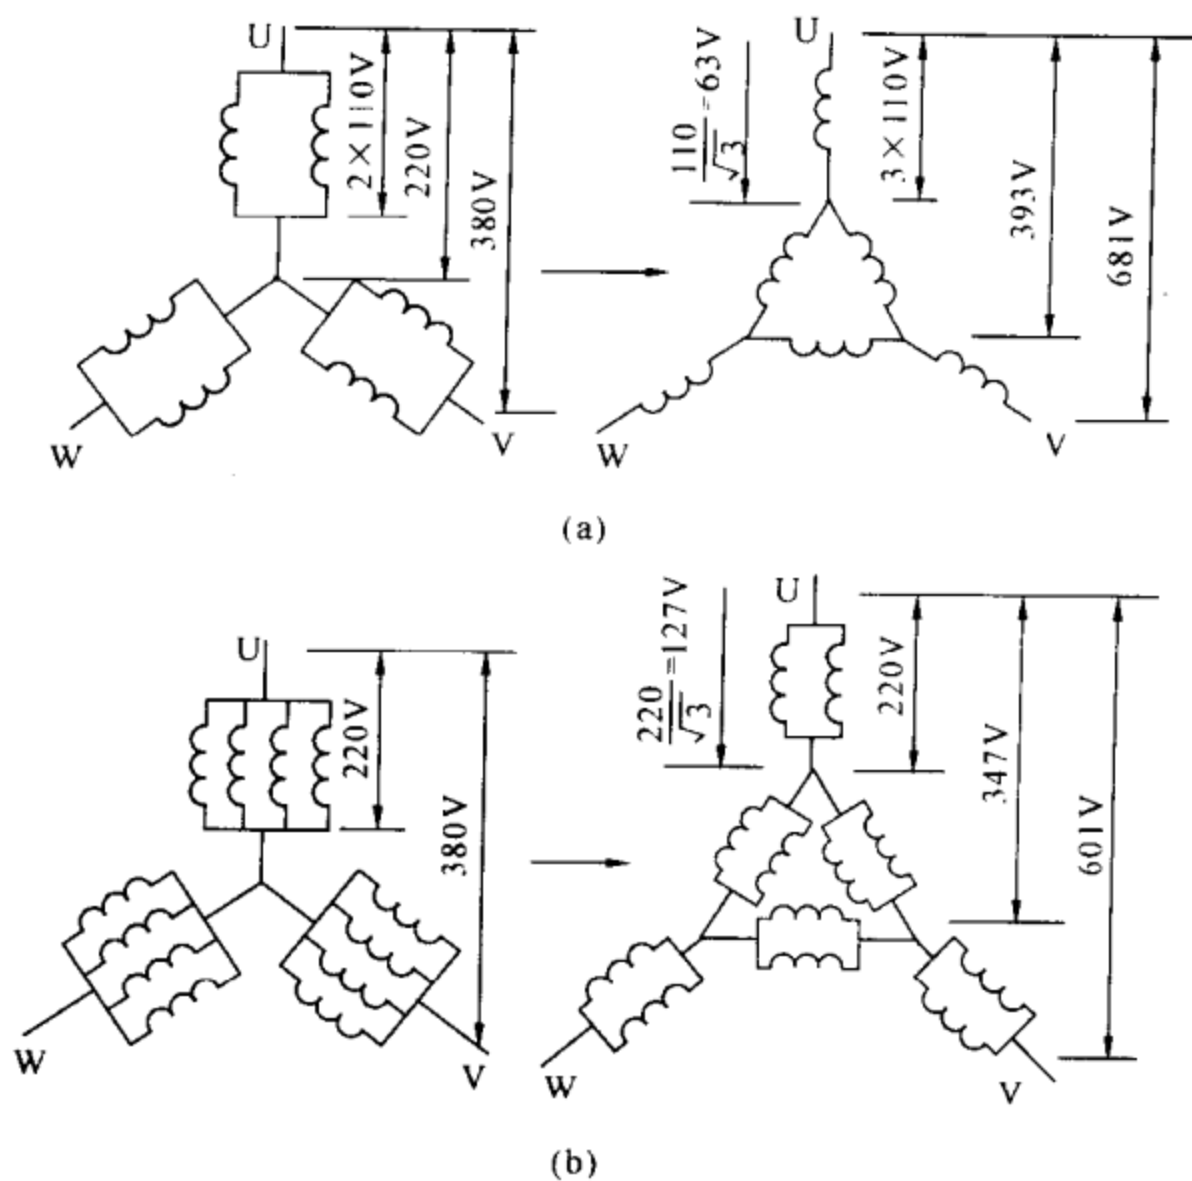 U
2×110V
220V
380V
W
V
U
110/√3=63V
3×110V
393V
681V
W
V
(a)
U
220V
380V
W
V
U
220/√3=127V
220V
347V
601V
W
V
(b)